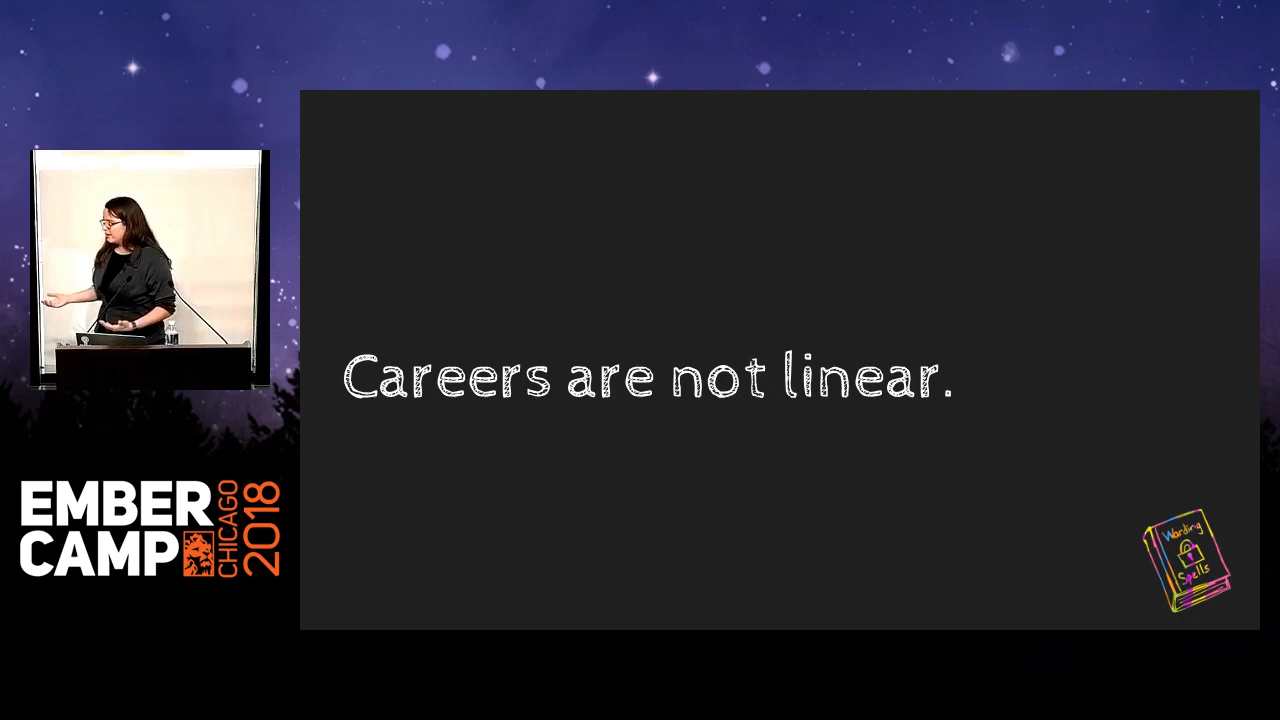 Careers are not linear.
Warding
Spells
EMBER
CAMP
CHICAGO
2018